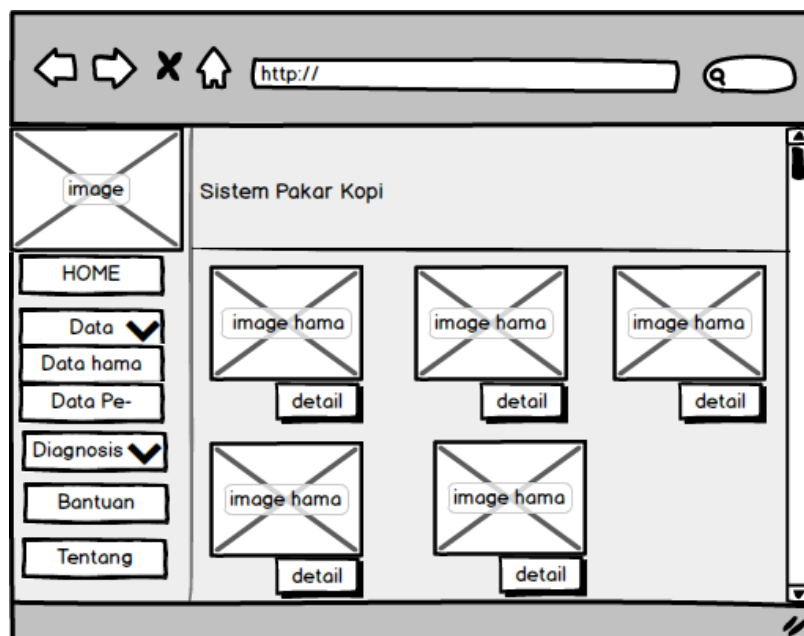 http://
image
Sistem Pakar Kopi
HOME
Data
Data hama
Data Pe-
Diagnosis
Bantuan
Tentang
image hama
image hama
image hama
detail
detail
detail
image hama
image hama
detail
detail